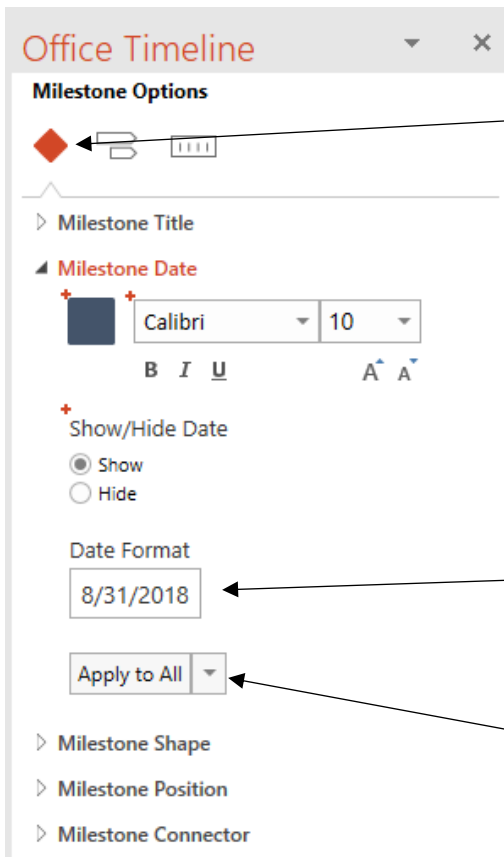 Office Timeline
Milestone Options
Milestone Title
Milestone Date
Calibri 10
B I U A A
Show/Hide Date
Show
Hide
Date Format
8/31/2018
Apply to All
Milestone Shape
Milestone Position
Milestone Connector